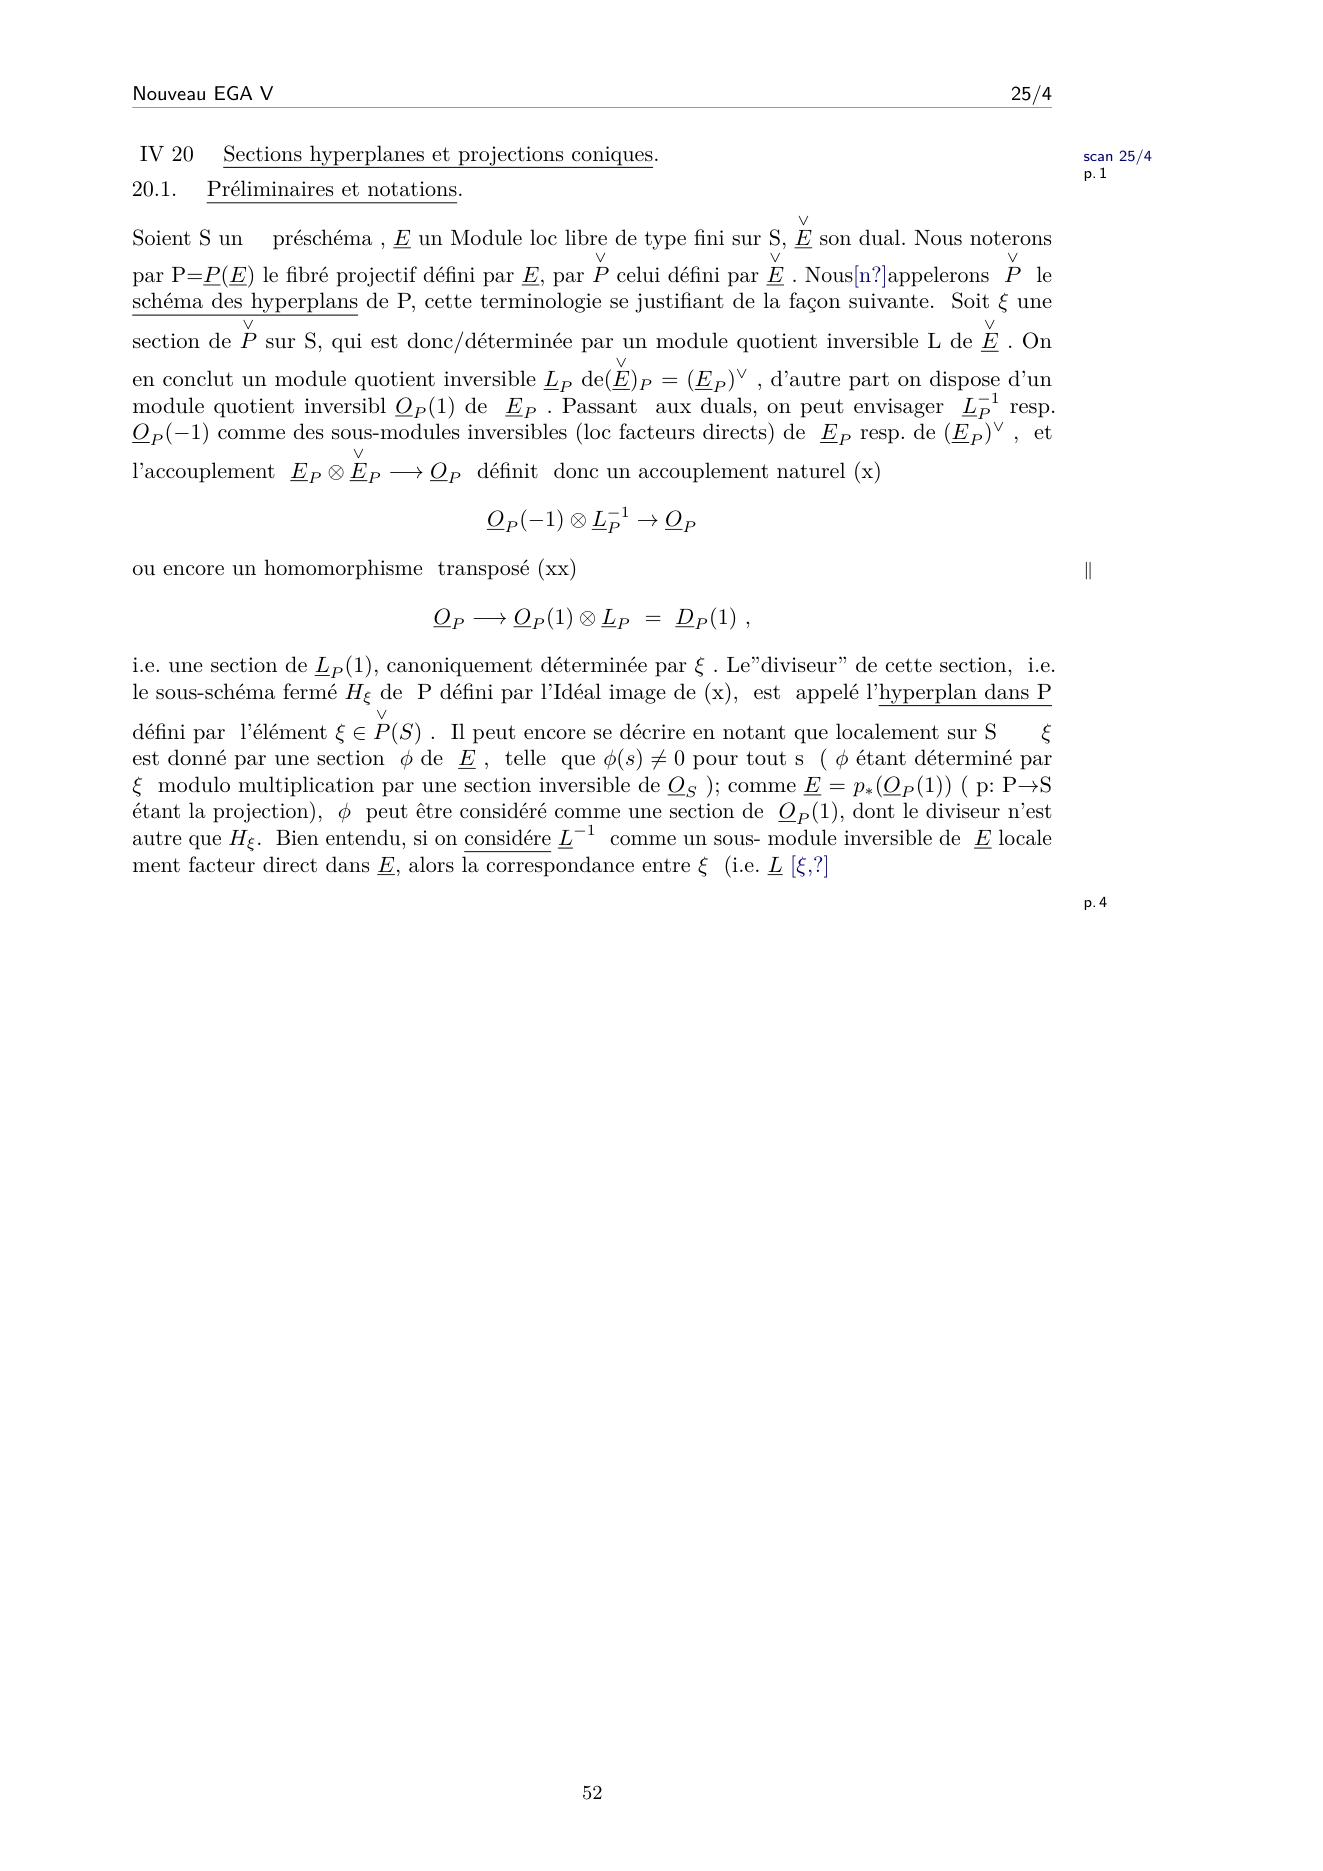 Nouveau EGA V 25/4
IV 20 Sections hyperplanes et projections coniques.
scan 25/4
p. 1
20.1. Préliminaires et notations.
Soient S un préschéma , E un Module loc libre de type fini sur S, Ě son dual. Nous noterons
par P=P(E) le fibré projectif défini par E, par P̌ celui défini par Ě . Nous[n?]appelerons P̌ le
schéma des hyperplans de P, cette terminologie se justifiant de la façon suivante. Soit ξ une
section de P̌ sur S, qui est donc/déterminée par un module quotient inversible L de Ě . On
en conclut un module quotient inversible L_P de(Ě)_P = (E_P)^∨ , d'autre part on dispose d'un
module quotient inversibl O_P(1) de E_P . Passant aux duals, on peut envisager L_P^{-1} resp.
O_P(−1) comme des sous-modules inversibles (loc facteurs directs) de E_P resp. de (E_P)^∨ , et
l'accouplement E_P ⊗ Ě_P ⟶ O_P définit donc un accouplement naturel (x)
O_P(−1) ⊗ L_P^{-1} → O_P
ou encore un homomorphisme transposé (xx) ‖
O_P ⟶ O_P(1) ⊗ L_P = D_P(1) ,
i.e. une section de L_P(1), canoniquement déterminée par ξ . Le”diviseur” de cette section, i.e.
le sous-schéma fermé H_ξ de P défini par l'Idéal image de (x), est appelé l'hyperplan dans P
défini par l'élément ξ ∈ P̌(S) . Il peut encore se décrire en notant que localement sur S ξ
est donné par une section ϕ de E , telle que ϕ(s) ≠ 0 pour tout s ( ϕ étant déterminé par
ξ modulo multiplication par une section inversible de O_S ); comme E = p_*(O_P(1)) ( p: P→S
étant la projection), ϕ peut être considéré comme une section de O_P(1), dont le diviseur n'est
autre que H_ξ. Bien entendu, si on considére L^{-1} comme un sous- module inversible de E locale
ment facteur direct dans E, alors la correspondance entre ξ (i.e. L [ξ,?]
p. 4
52